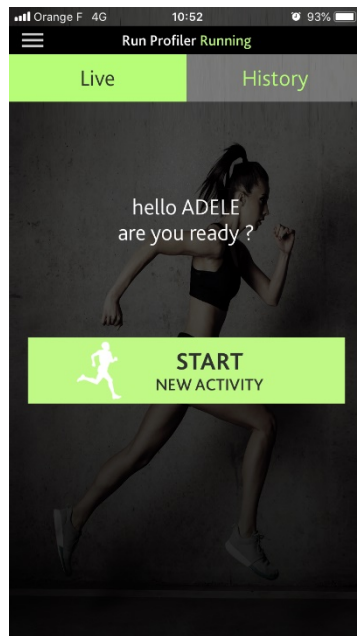 Orange F 4G 10:52 93%
Run Profiler Running
Live History
hello ADELE
are you ready ?
START
NEW ACTIVITY